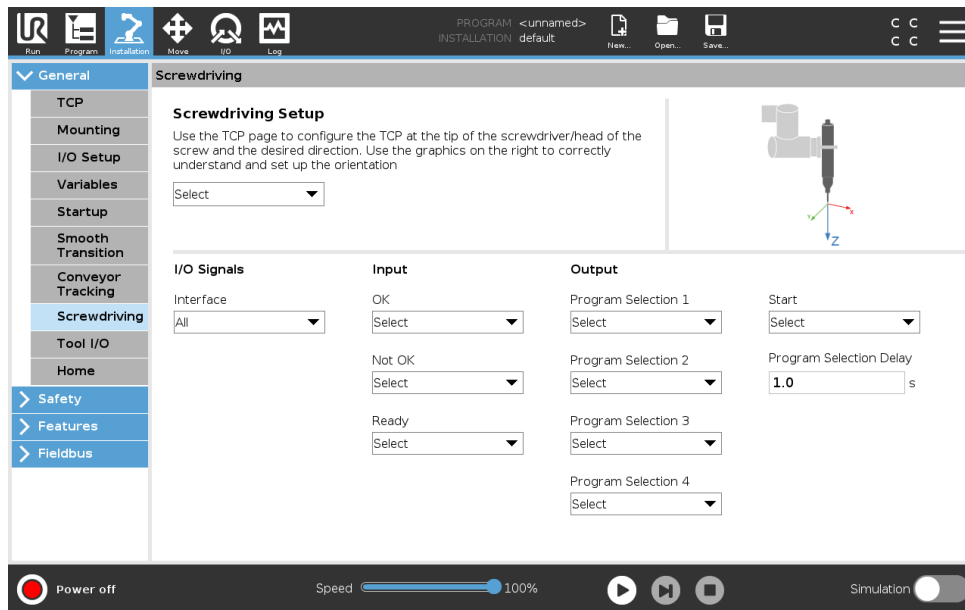 PROGRAM <unnamed>
INSTALLATION default
Run
Program
Installation
Move
I/O
Log
New...
Open...
Save...
C C
C C
General
TCP
Mounting
I/O Setup
Variables
Startup
Smooth
Transition
Conveyor
Tracking
Screwdriving
Tool I/O
Home
Safety
Features
Fieldbus
Screwdriving
Screwdriving Setup
Use the TCP page to configure the TCP at the tip of the screwdriver/head of the
screw and the desired direction. Use the graphics on the right to correctly
understand and set up the orientation
Select
Y
X
Z
I/O Signals
Interface
All
Input
OK
Select
Not OK
Select
Ready
Select
Output
Program Selection 1
Select
Program Selection 2
Select
Program Selection 3
Select
Program Selection 4
Select
Start
Select
Program Selection Delay
1.0 s
Power off
Speed 100%
Simulation